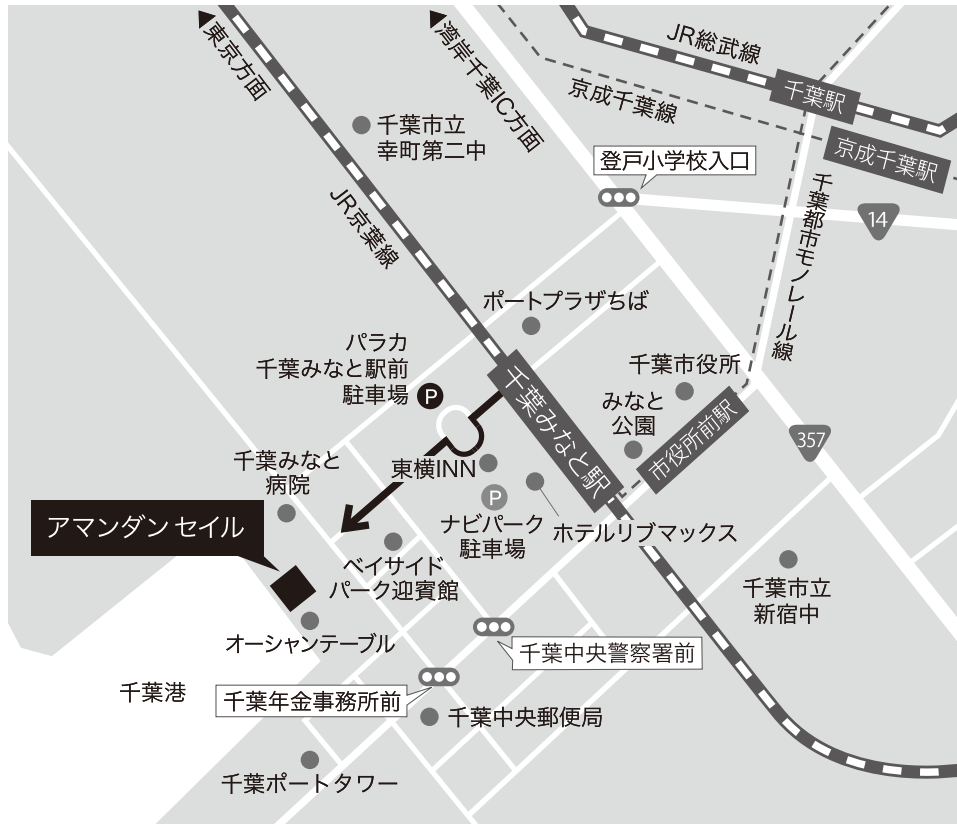 東京方面
湾岸千葉IC方面
JR総武線
千葉駅
京成千葉線
京成千葉駅
千葉市立
幸町第二中
登戸小学校入口
14
JR京葉線
千葉都市モノレール線
ポートプラザちば
パラカ
千葉みなと駅前
駐車場
P
千葉みなと駅
千葉市役所
みなと
公園
市役所前駅
357
千葉みなと
病院
東横INN
P
ナビパーク
駐車場
ホテルリブマックス
アマンダン セイル
ベイサイド
パーク迎賓館
千葉市立
新宿中
オーシャンテーブル
千葉中央警察署前
千葉港
千葉年金事務所前
千葉中央郵便局
千葉ポートタワー